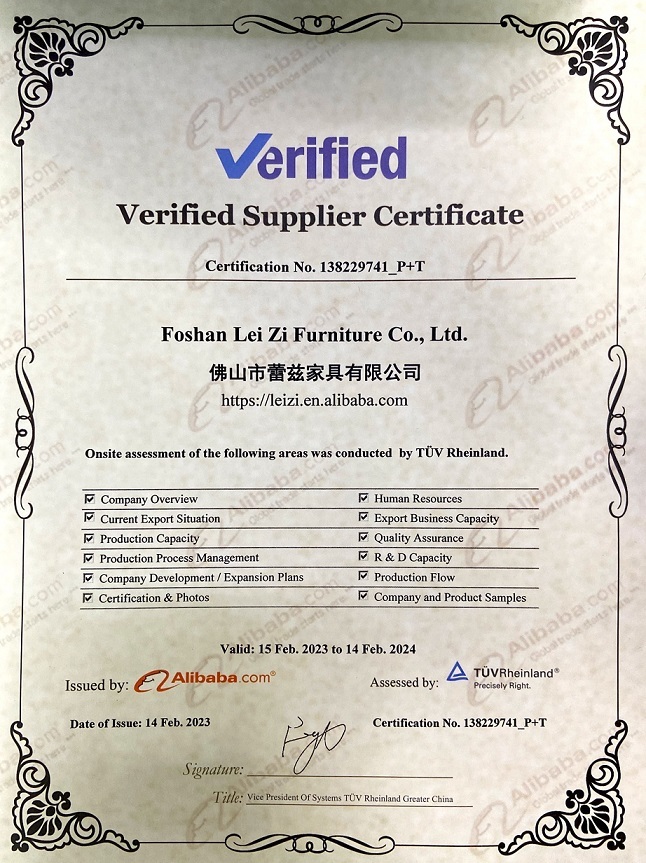 Verified
Verified Supplier Certificate
Certification No. 138229741_P+T
Foshan Lei Zi Furniture Co., Ltd.
佛山市蕾兹家具有限公司
https://leizi.en.alibaba.com
Onsite assessment of the following areas was conducted by TÜV Rheinland.
Company Overview Human Resources
Current Export Situation Export Business Capacity
Production Capacity Quality Assurance
Production Process Management R & D Capacity
Company Development / Expansion Plans Production Flow
Certification & Photos Company and Product Samples
Valid: 15 Feb. 2023 to 14 Feb. 2024
Issued by: Alibaba.com® Assessed by: TÜVRheinland®
Precisely Right.
Date of Issue: 14 Feb. 2023 Certification No. 138229741_P+T
Signature:
Title: Vice President Of Systems TÜV Rheinland Greater China